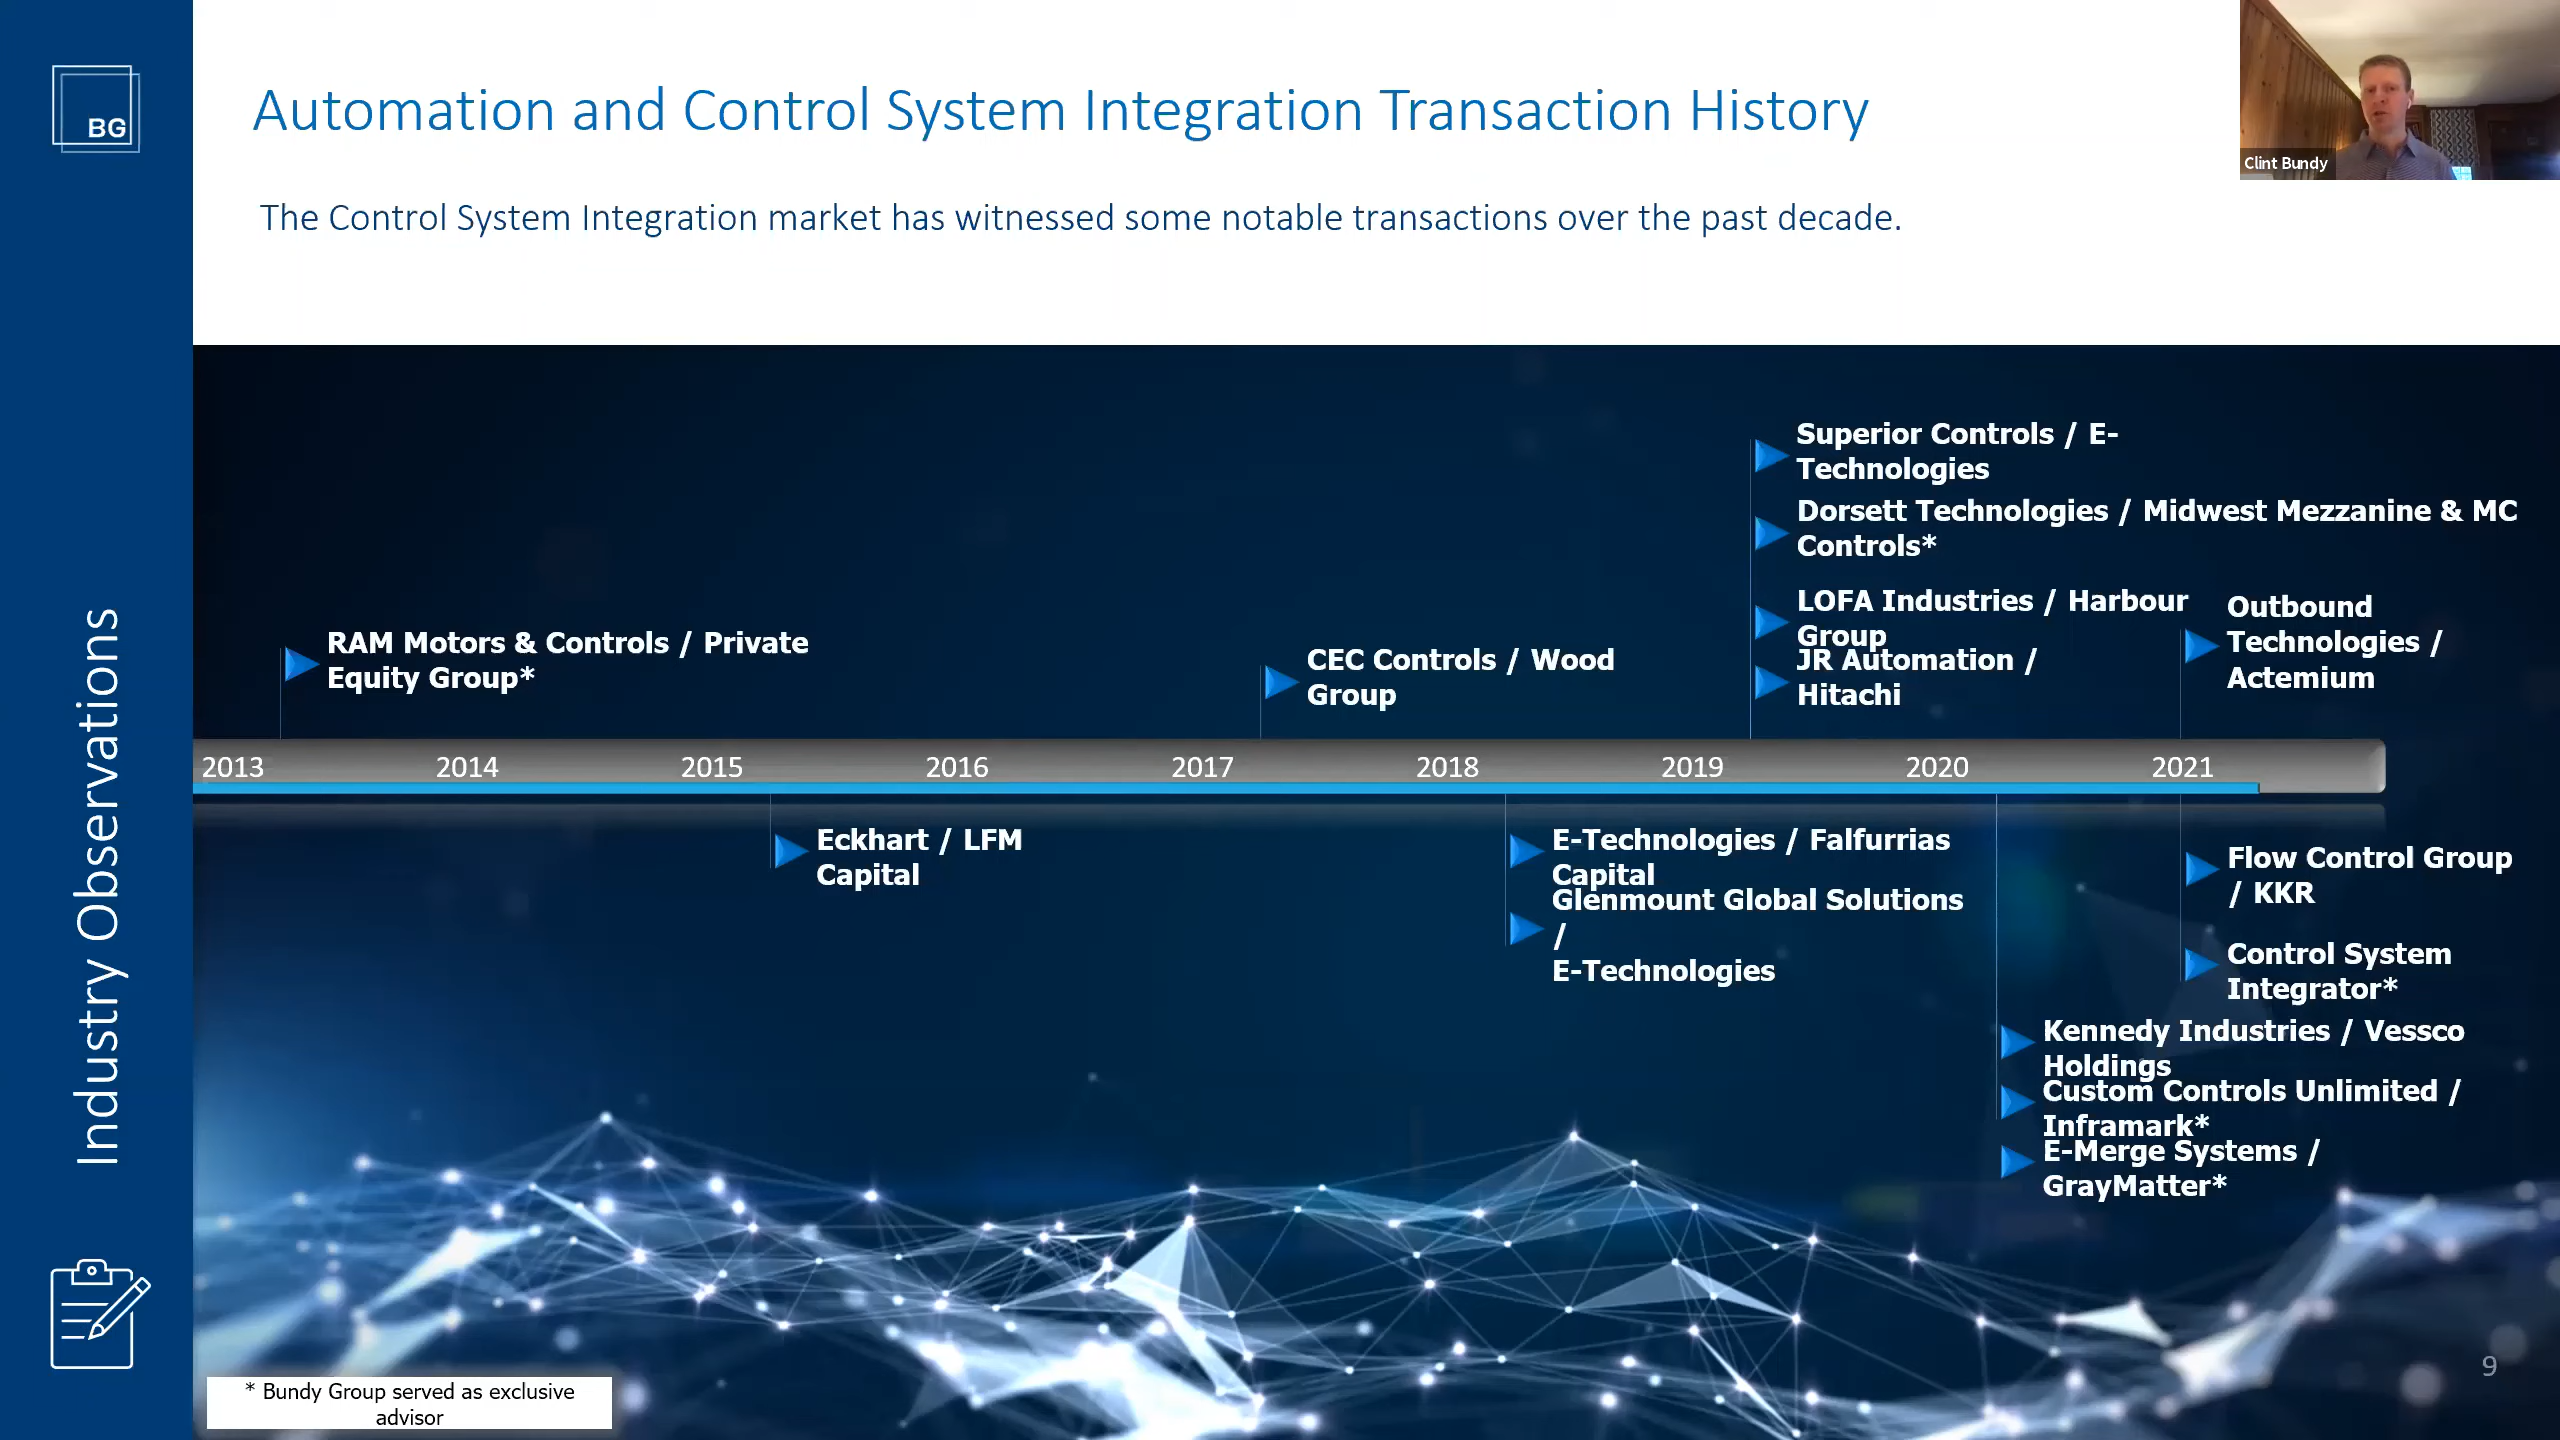 BG
Automation and Control System Integration Transaction History
Clint Bundy
The Control System Integration market has witnessed some notable transactions over the past decade.
Industry Observations
Superior Controls / E-
Technologies
Dorsett Technologies / Midwest Mezzanine & MC
Controls*
LOFA Industries / Harbour
Group
JR Automation /
Hitachi
Outbound
Technologies /
Actemium
RAM Motors & Controls / Private
Equity Group*
CEC Controls / Wood
Group
2013 2014 2015 2016 2017 2018 2019 2020 2021
Eckhart / LFM
Capital
E-Technologies / Falfurrias
Capital
Glenmount Global Solutions
/
E-Technologies
Flow Control Group
/ KKR
Control System
Integrator*
Kennedy Industries / Vessco
Holdings
Custom Controls Unlimited /
Inframark*
E-Merge Systems /
GrayMatter*
* Bundy Group served as exclusive
advisor
9